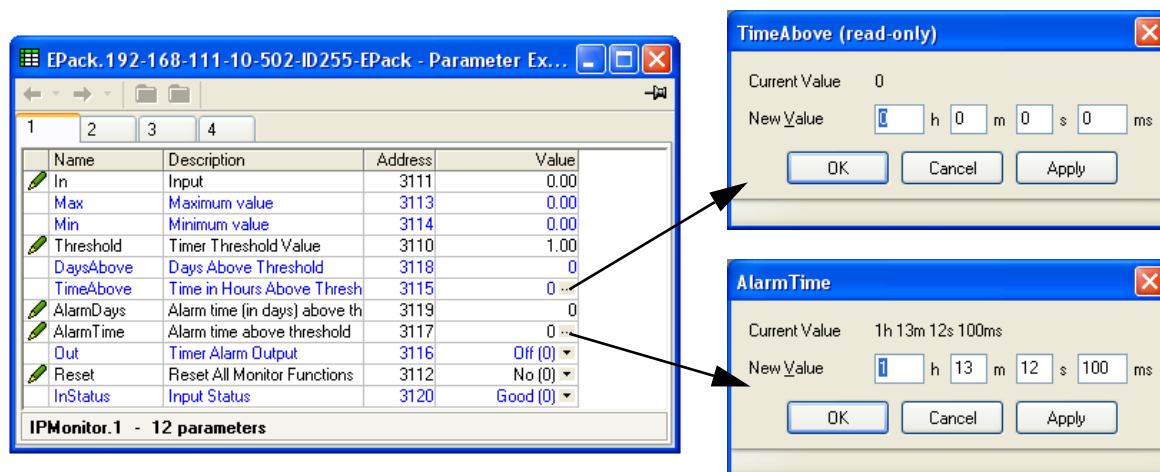 EPack.192-168-111-10-502-ID255-EPack - Parameter Ex...
1 2 3 4
Name Description Address Value
In Input 3111 0.00
Max Maximum value 3113 0.00
Min Minimum value 3114 0.00
Threshold Timer Threshold Value 3110 1.00
DaysAbove Days Above Threshold 3118 0
TimeAbove Time in Hours Above Thresh 3115 0 ...
AlarmDays Alarm time (in days) above th 3119 0
AlarmTime Alarm time above threshold 3117 0 ...
Out Timer Alarm Output 3116 Off (0)
Reset Reset All Monitor Functions 3112 No (0)
InStatus Input Status 3120 Good (0)
IPMonitor.1 - 12 parameters
TimeAbove (read-only)
Current Value 0
New Value 0 h 0 m 0 s 0 ms
OK Cancel Apply
AlarmTime
Current Value 1h 13m 12s 100ms
New Value 1 h 13 m 12 s 100 ms
OK Cancel Apply